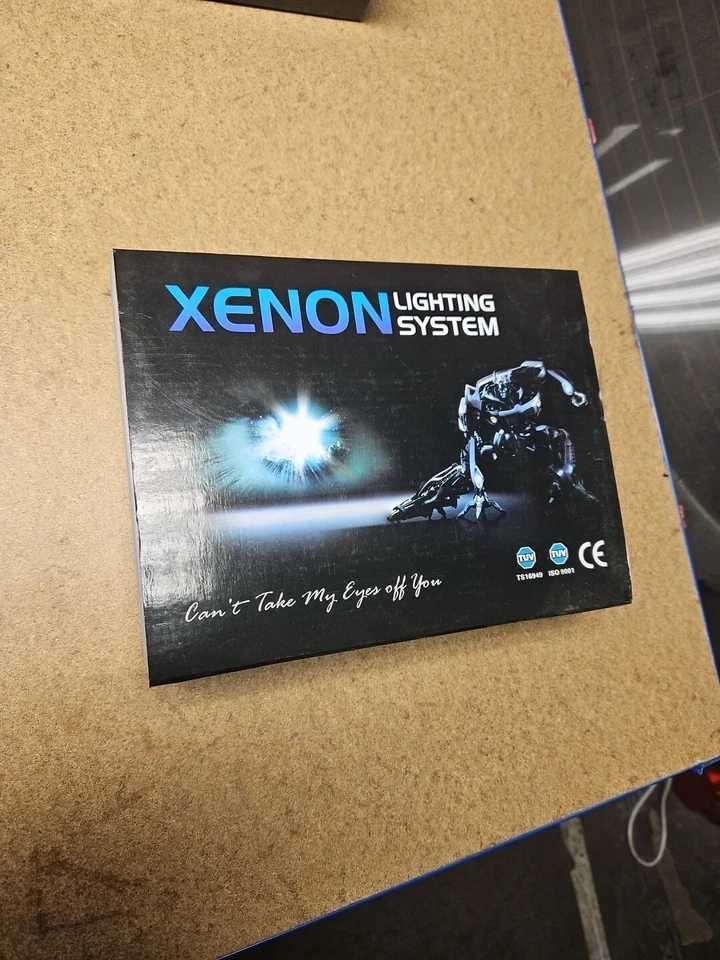 XENON LIGHTING
SYSTEM
Can't Take My Eyes off You
TUV TUV CE
TS16949 ISO 9001